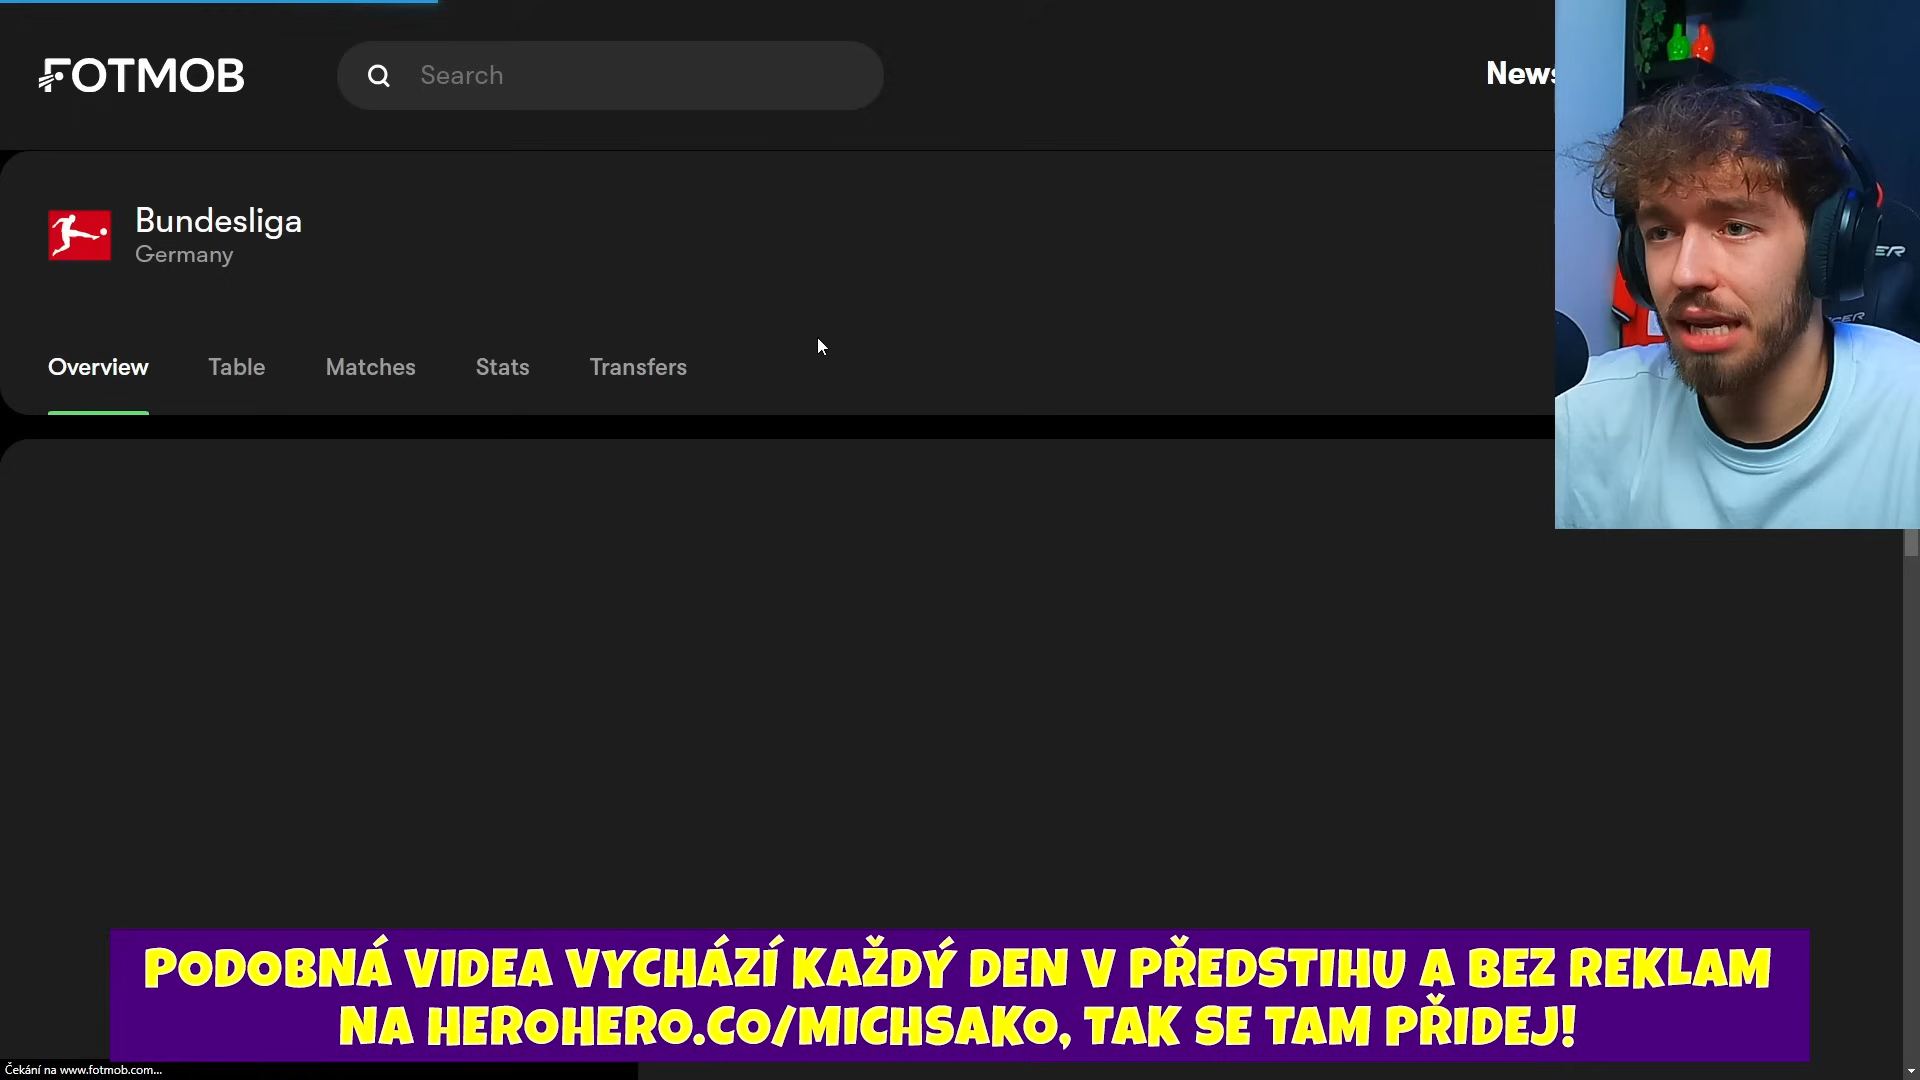 FOTMOB
Search
News
Bundesliga
Germany
Overview
Table
Matches
Stats
Transfers
PODOBNÁ VIDEA VYCHÁZÍ KAŽDÝ DEN V PŘEDSTIHU A BEZ REKLAM
NA HEROHERO.CO/MICHSAKO, TAK SE TAM PŘIDEJ!
Čekání na www.fotmob.com...